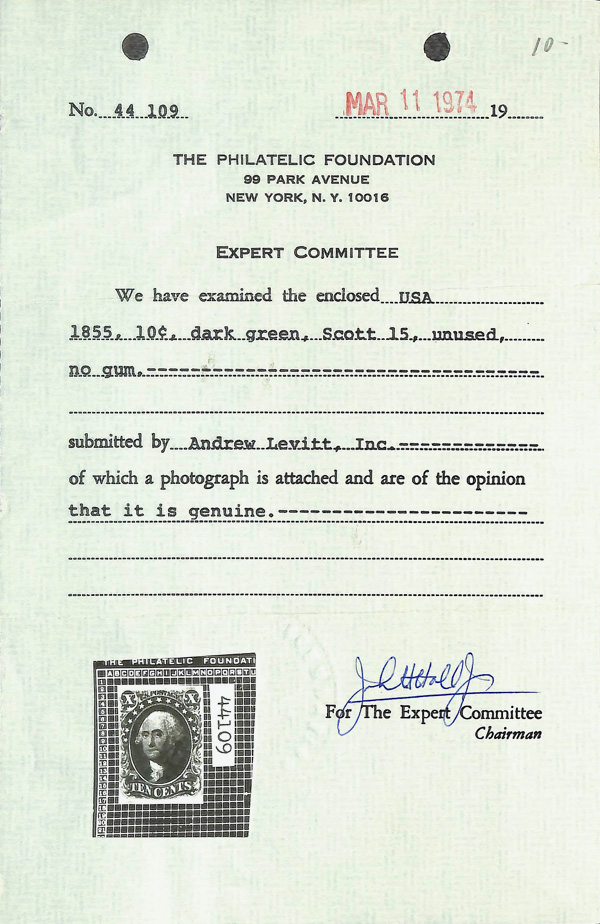 10-
No. 44 109 MAR 11 1974 19
THE PHILATELIC FOUNDATION
99 PARK AVENUE
NEW YORK, N. Y. 10016
EXPERT COMMITTEE
We have examined the enclosed USA
1855, 10¢, dark green, Scott 15, unused,
no gum.
submitted by Andrew Levitt, Inc.
of which a photograph is attached and are of the opinion
that it is genuine.
THE PHILATELIC FOUNDATI
ABCDEFGHIJKLMNOPQRSTU
44109
X X
TEN CENTS
For The Expert Committee
Chairman